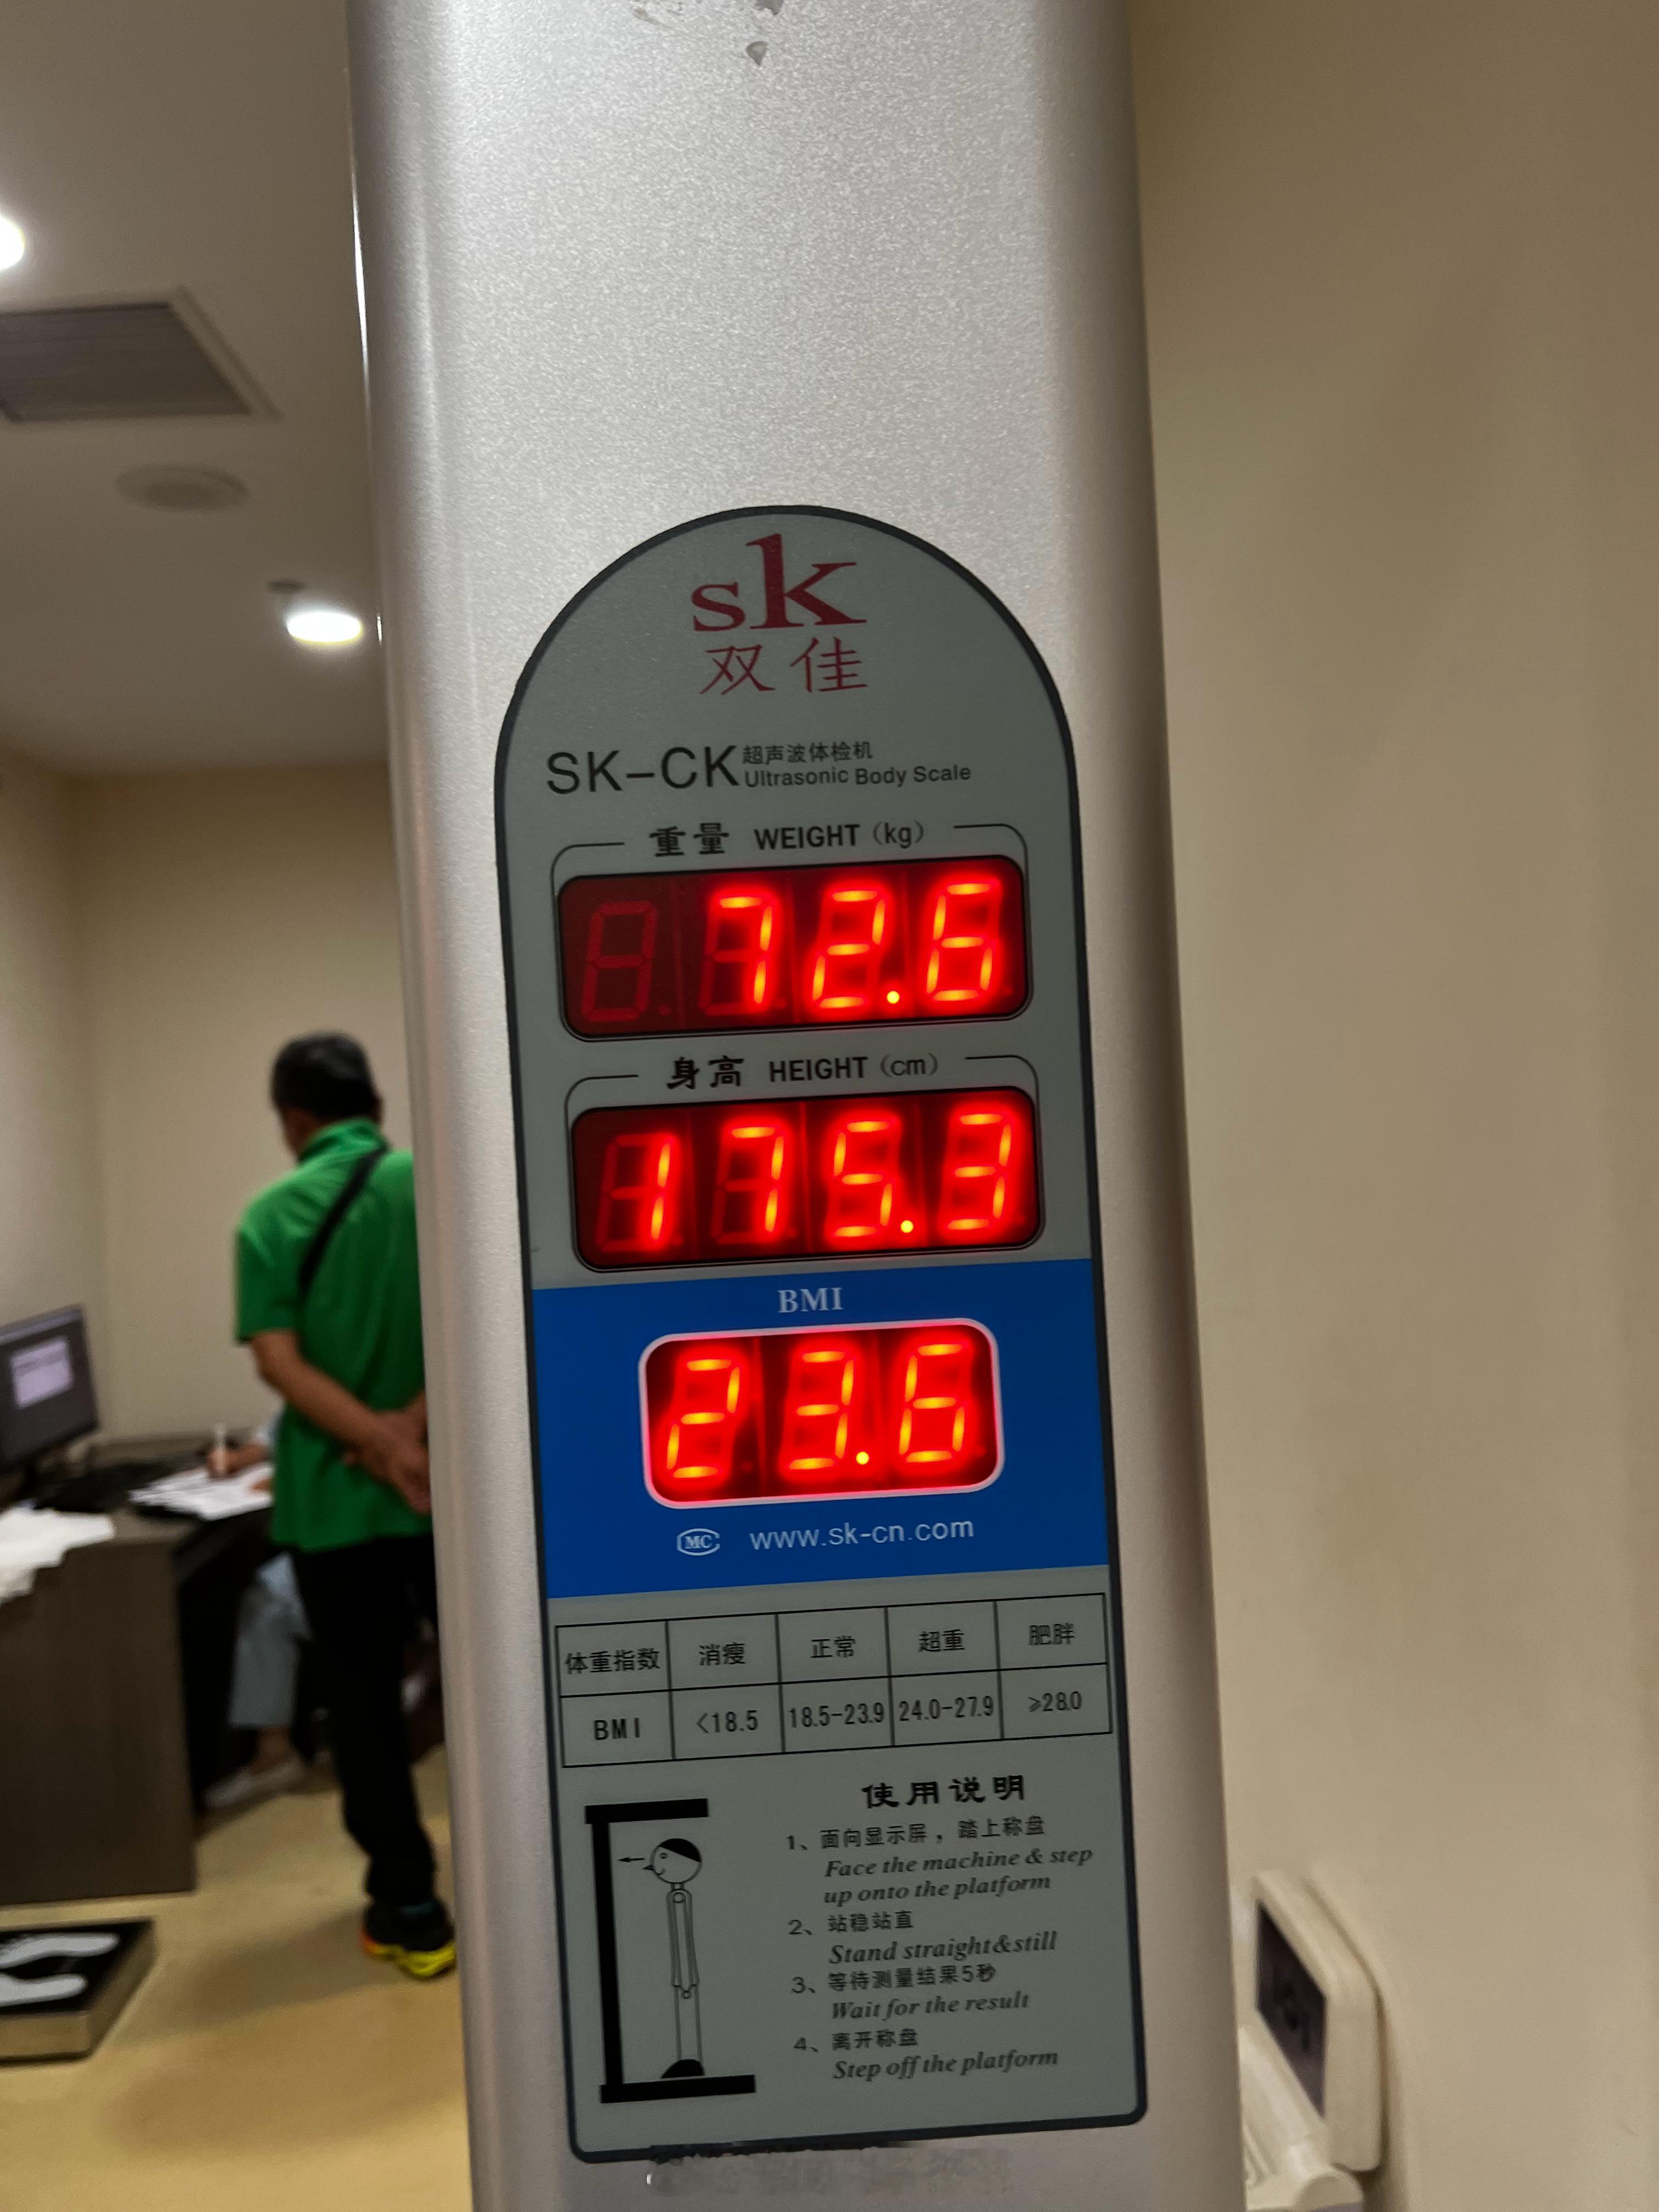 sk
双佳
SK-CK 超声波体检机
Ultrasonic Body Scale
重量 WEIGHT (kg)
72.6
身高 HEIGHT (cm)
175.3
BMI
23.6
MC www.sk-cn.com
体重指数 消瘦 正常 超重 肥胖
BMI <18.5 18.5-23.9 24.0-27.9 ≥28.0
使用说明
1、面向显示屏，踏上称盘
Face the machine & step
up onto the platform
2、站稳站直
Stand straight&still
3、等待测量结果5秒
Wait for the result
4、离开称盘
Step off the platform